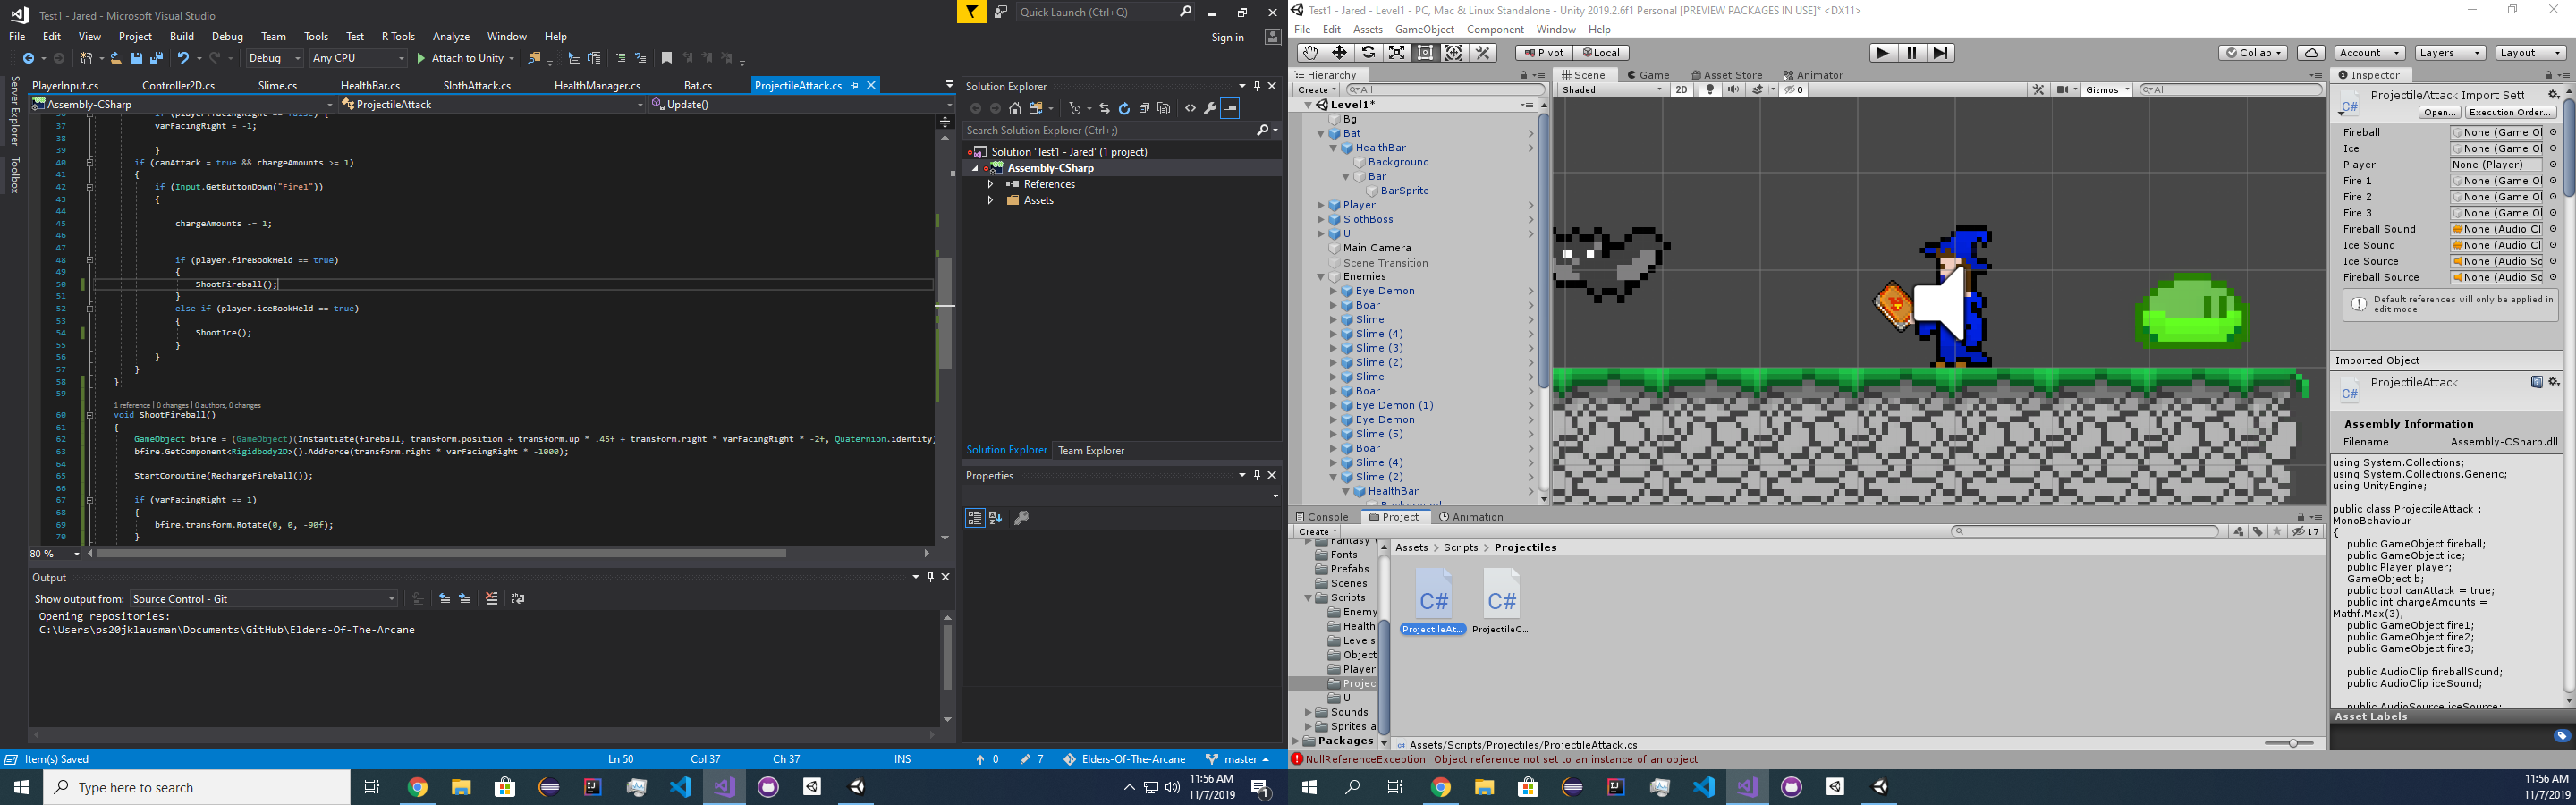 Test1 - Jared - Microsoft Visual Studio
Quick Launch (Ctrl+Q)
File Edit View Project Build Debug Team Tools Test R Tools Analyze Window Help
Sign in
Debug Any CPU Attach to Unity
Server Explorer
Toolbox
PlayerInput.cs Controller2D.cs Slime.cs HealthBar.cs SlothAttack.cs HealthManager.cs Bat.cs ProjectileAttack.cs
Assembly-CSharp ProjectileAttack Update()
37 varFacingRight = -1;
38
39 }
40 if (canAttack = true && chargeAmounts >= 1)
41 {
42 if (Input.GetButtonDown("Fire1"))
43 {
44
45 chargeAmounts -= 1;
46
47
48 if (player.fireBookHeld == true)
49 {
50 ShootFireball();
51 }
52 else if (player.iceBookHeld == true)
53 {
54 ShootIce();
55 }
56 }
57 }
58 }
59
1 reference | 0 changes | 0 authors, 0 changes
60 void ShootFireball()
61 {
62 GameObject bfire = (GameObject)(Instantiate(fireball, transform.position + transform.up * .45f + transform.right * varFacingRight * -2f, Quaternion.identity)
63 bfire.GetComponent<Rigidbody2D>().AddForce(transform.right * varFacingRight * -1000);
64
65 StartCoroutine(RechargeFireball());
66
67 if (varFacingRight == 1)
68 {
69 bfire.transform.Rotate(0, 0, -90f);
70 }
80 %
Output
Show output from: Source Control - Git
Opening repositories:
C:\Users\ps20jklausman\Documents\GitHub\Elders-Of-The-Arcane
Solution Explorer
Search Solution Explorer (Ctrl+;)
Solution 'Test1 - Jared' (1 project)
Assembly-CSharp
References
Assets
Solution Explorer Team Explorer
Properties
Item(s) Saved Ln 50 Col 37 Ch 37 INS 0 7 Elders-Of-The-Arcane master
Type here to search
11:56 AM
11/7/2019
1
Test1 - Jared - Level1 - PC, Mac & Linux Standalone - Unity 2019.2.6f1 Personal [PREVIEW PACKAGES IN USE]* <DX11>
File Edit Assets GameObject Component Window Help
Pivot Local Collab Account Layers Layout
Hierarchy
Create All
Level1*
Bg
Bat
HealthBar
Background
Bar
BarSprite
Player
SlothBoss
Ui
Main Camera
Scene Transition
Enemies
Eye Demon
Boar
Slime
Slime (4)
Slime (3)
Slime (2)
Slime
Boar
Eye Demon (1)
Eye Demon
Slime (5)
Boar
Slime (4)
Slime (2)
HealthBar
Background
Scene Game Asset Store Animator
Shaded 2D 0 Gizmos All
Console Project Animation
Create
17
Fonts
Prefabs
Scenes
Scripts
Enemy
Health
Levels
Object
Player
Project
Ui
Sounds
Sprites a
Packages
Assets > Scripts > Projectiles
C# C#
ProjectileAt... ProjectileC...
Assets/Scripts/Projectiles/ProjectileAttack.cs
NullReferenceException: Object reference not set to an instance of an object
Inspector
C# ProjectileAttack Import Sett
Open... Execution Order...
Fireball None (Game Ol
Ice None (Game Ol
Player None (Player)
Fire 1 None (Game Ol
Fire 2 None (Game Ol
Fire 3 None (Game Ol
Fireball Sound None (Audio Cl
Ice Sound None (Audio Cl
Ice Source None (Audio So
Fireball Source None (Audio So
Default references will only be applied in
edit mode.
Imported Object
C# ProjectileAttack
Assembly Information
Filename Assembly-CSharp.dll
using System.Collections;
using System.Collections.Generic;
using UnityEngine;
public class ProjectileAttack :
MonoBehaviour
{
public GameObject fireball;
public GameObject ice;
public Player player;
GameObject b;
public bool canAttack = true;
public int chargeAmounts =
Mathf.Max(3);
public GameObject fire1;
public GameObject fire2;
public GameObject fire3;
public AudioClip fireballSound;
public AudioClip iceSound;
public AudioSource iceSource;
Asset Labels
11:56 AM
11/7/2019